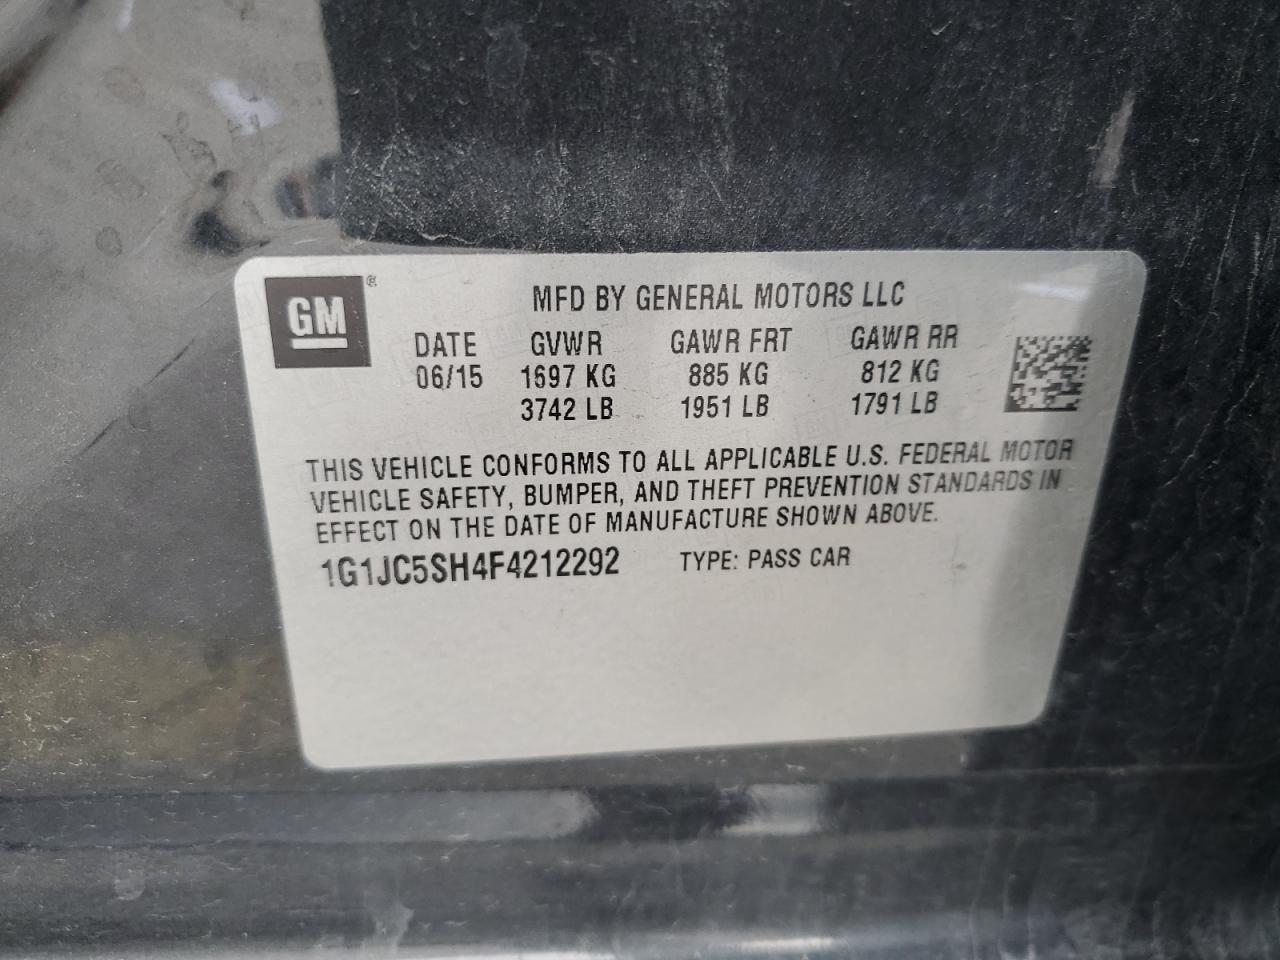 GM
MFD BY GENERAL MOTORS LLC
DATE GVWR GAWR FRT GAWR RR
06/15 1697 KG 885 KG 812 KG
3742 LB 1951 LB 1791 LB
THIS VEHICLE CONFORMS TO ALL APPLICABLE U.S. FEDERAL MOTOR
VEHICLE SAFETY, BUMPER, AND THEFT PREVENTION STANDARDS IN
EFFECT ON THE DATE OF MANUFACTURE SHOWN ABOVE.
1G1JC5SH4F4212292 TYPE: PASS CAR